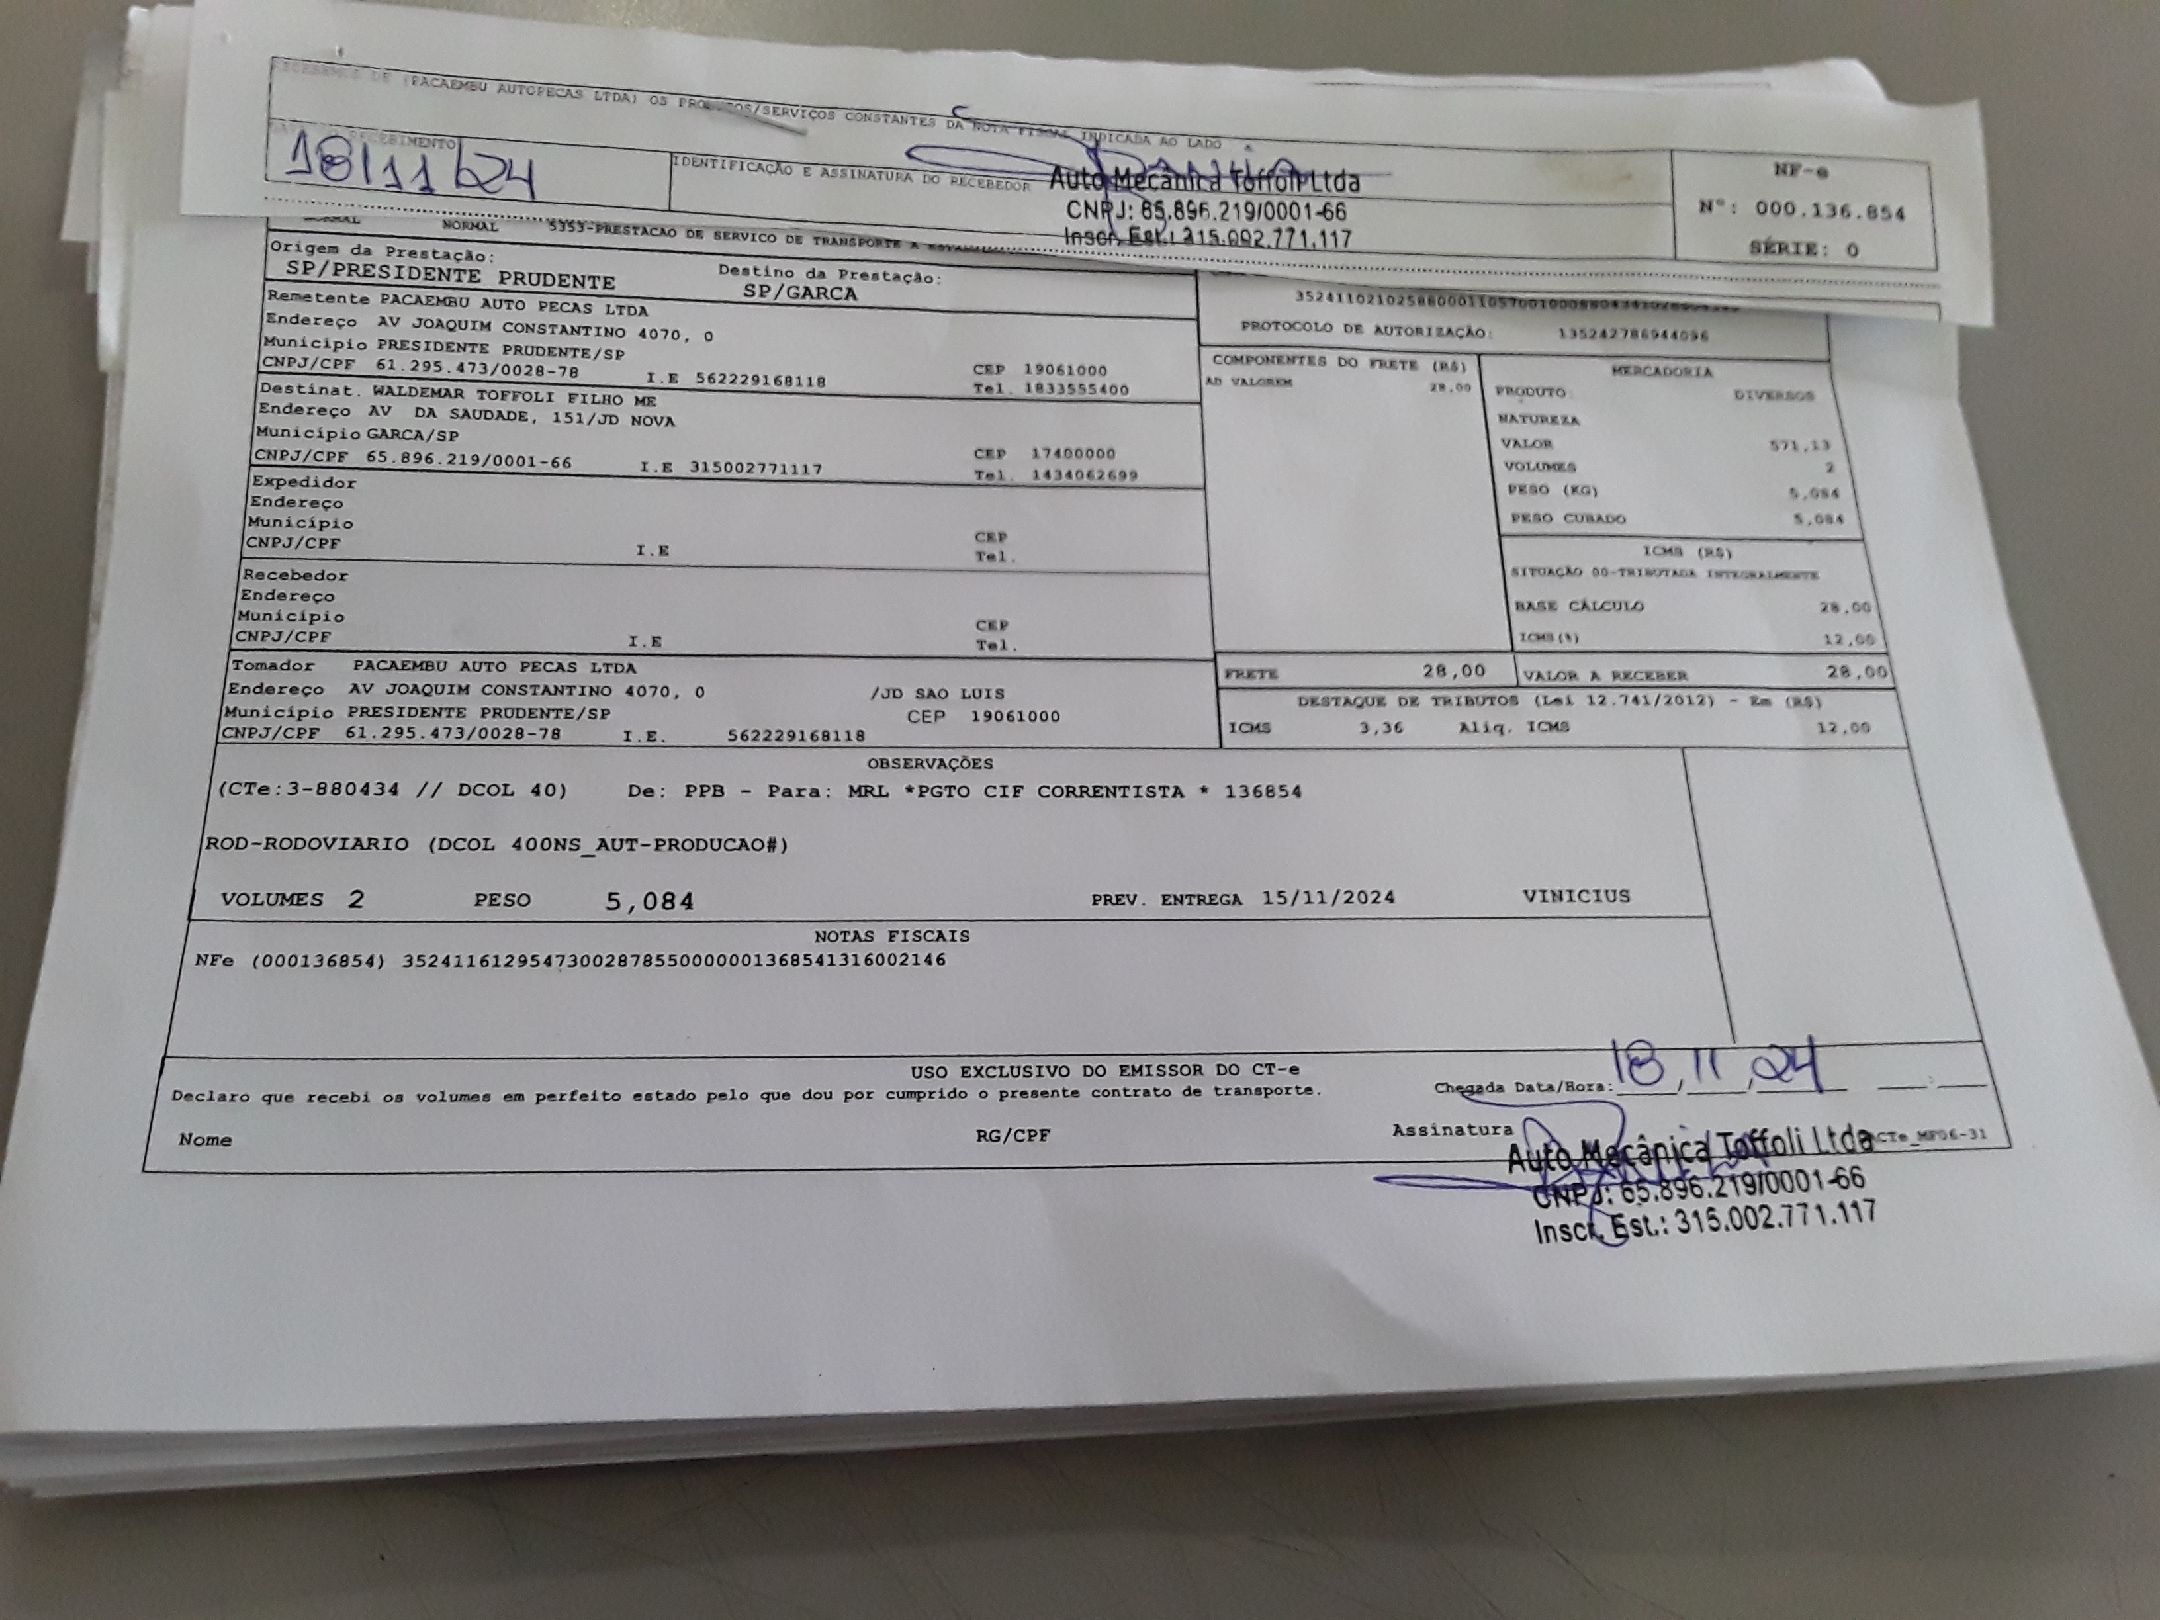 DE (PACAEMBU AUTOPECAS LTDA) OS PRODUTOS/SERVIÇOS CONSTANTES DA NOTA FISCAL INDICADA AO LADO
RECEBIMENTO
18/11/24
IDENTIFICAÇÃO E ASSINATURA DO RECEBEDOR
Auto Mecânica Toffoli Ltda
CNPJ: 65.896.219/0001-66
Inscr. Est.: 315.002.771.117
NF-e
Nº: 000.136.854
SÉRIE: 0
NORMAL NORMAL 5353-PRESTACAO DE SERVICO DE TRANSPORTE A
Origem da Prestação:
SP/PRESIDENTE PRUDENTE
Destino da Prestação:
SP/GARCA
Remetente PACAEMBU AUTO PECAS LTDA
Endereço AV JOAQUIM CONSTANTINO 4070, 0
Município PRESIDENTE PRUDENTE/SP CEP 19061000
CNPJ/CPF 61.295.473/0028-78 I.E 562229168118 Tel. 1833555400
Destinat. WALDEMAR TOFFOLI FILHO ME
Endereço AV DA SAUDADE, 151/JD NOVA
Município GARCA/SP CEP 17400000
CNPJ/CPF 65.896.219/0001-66 I.E 315002771117 Tel. 1434062699
Expedidor
Endereço
Município CEP
CNPJ/CPF I.E Tel.
Recebedor
Endereço
Município CEP
CNPJ/CPF I.E Tel.
Tomador PACAEMBU AUTO PECAS LTDA
Endereço AV JOAQUIM CONSTANTINO 4070, 0 /JD SAO LUIS
Município PRESIDENTE PRUDENTE/SP CEP 19061000
CNPJ/CPF 61.295.473/0028-78 I.E. 562229168118
PROTOCOLO DE AUTORIZAÇÃO: 135242786944096
COMPONENTES DO FRETE (R$)
AD VALOREM 28,00
MERCADORIA
PRODUTO DIVERSOS
NATUREZA
VALOR 571,13
VOLUMES 2
PESO (KG) 5,084
PESO CUBADO 5,084
ICMS (R$)
SITUAÇÃO 00-TRIBUTADA INTEGRALMENTE
BASE CÁLCULO 28,00
ICMS(%) 12,00
FRETE 28,00 VALOR A RECEBER 28,00
DESTAQUE DE TRIBUTOS (Lei 12.741/2012) - Em (R$)
ICMS 3,36 Aliq. ICMS 12,00
OBSERVAÇÕES
(CTe:3-880434 // DCOL 40) De: PPB - Para: MRL *PGTO CIF CORRENTISTA * 136854
ROD-RODOVIARIO (DCOL 400NS_AUT-PRODUCAO#)
VOLUMES 2 PESO 5,084 PREV. ENTREGA 15/11/2024 VINICIUS
NOTAS FISCAIS
NFe (000136854) 35241161295473002878550000001368541316002146
USO EXCLUSIVO DO EMISSOR DO CT-e
Declaro que recebi os volumes em perfeito estado pelo que dou por cumprido o presente contrato de transporte.
Chegada Data/Hora: 18/11/24
Nome RG/CPF Assinatura
Auto Mecânica Toffoli Ltda
CNPJ: 65.896.219/0001-66
Inscr. Est.: 315.002.771.117